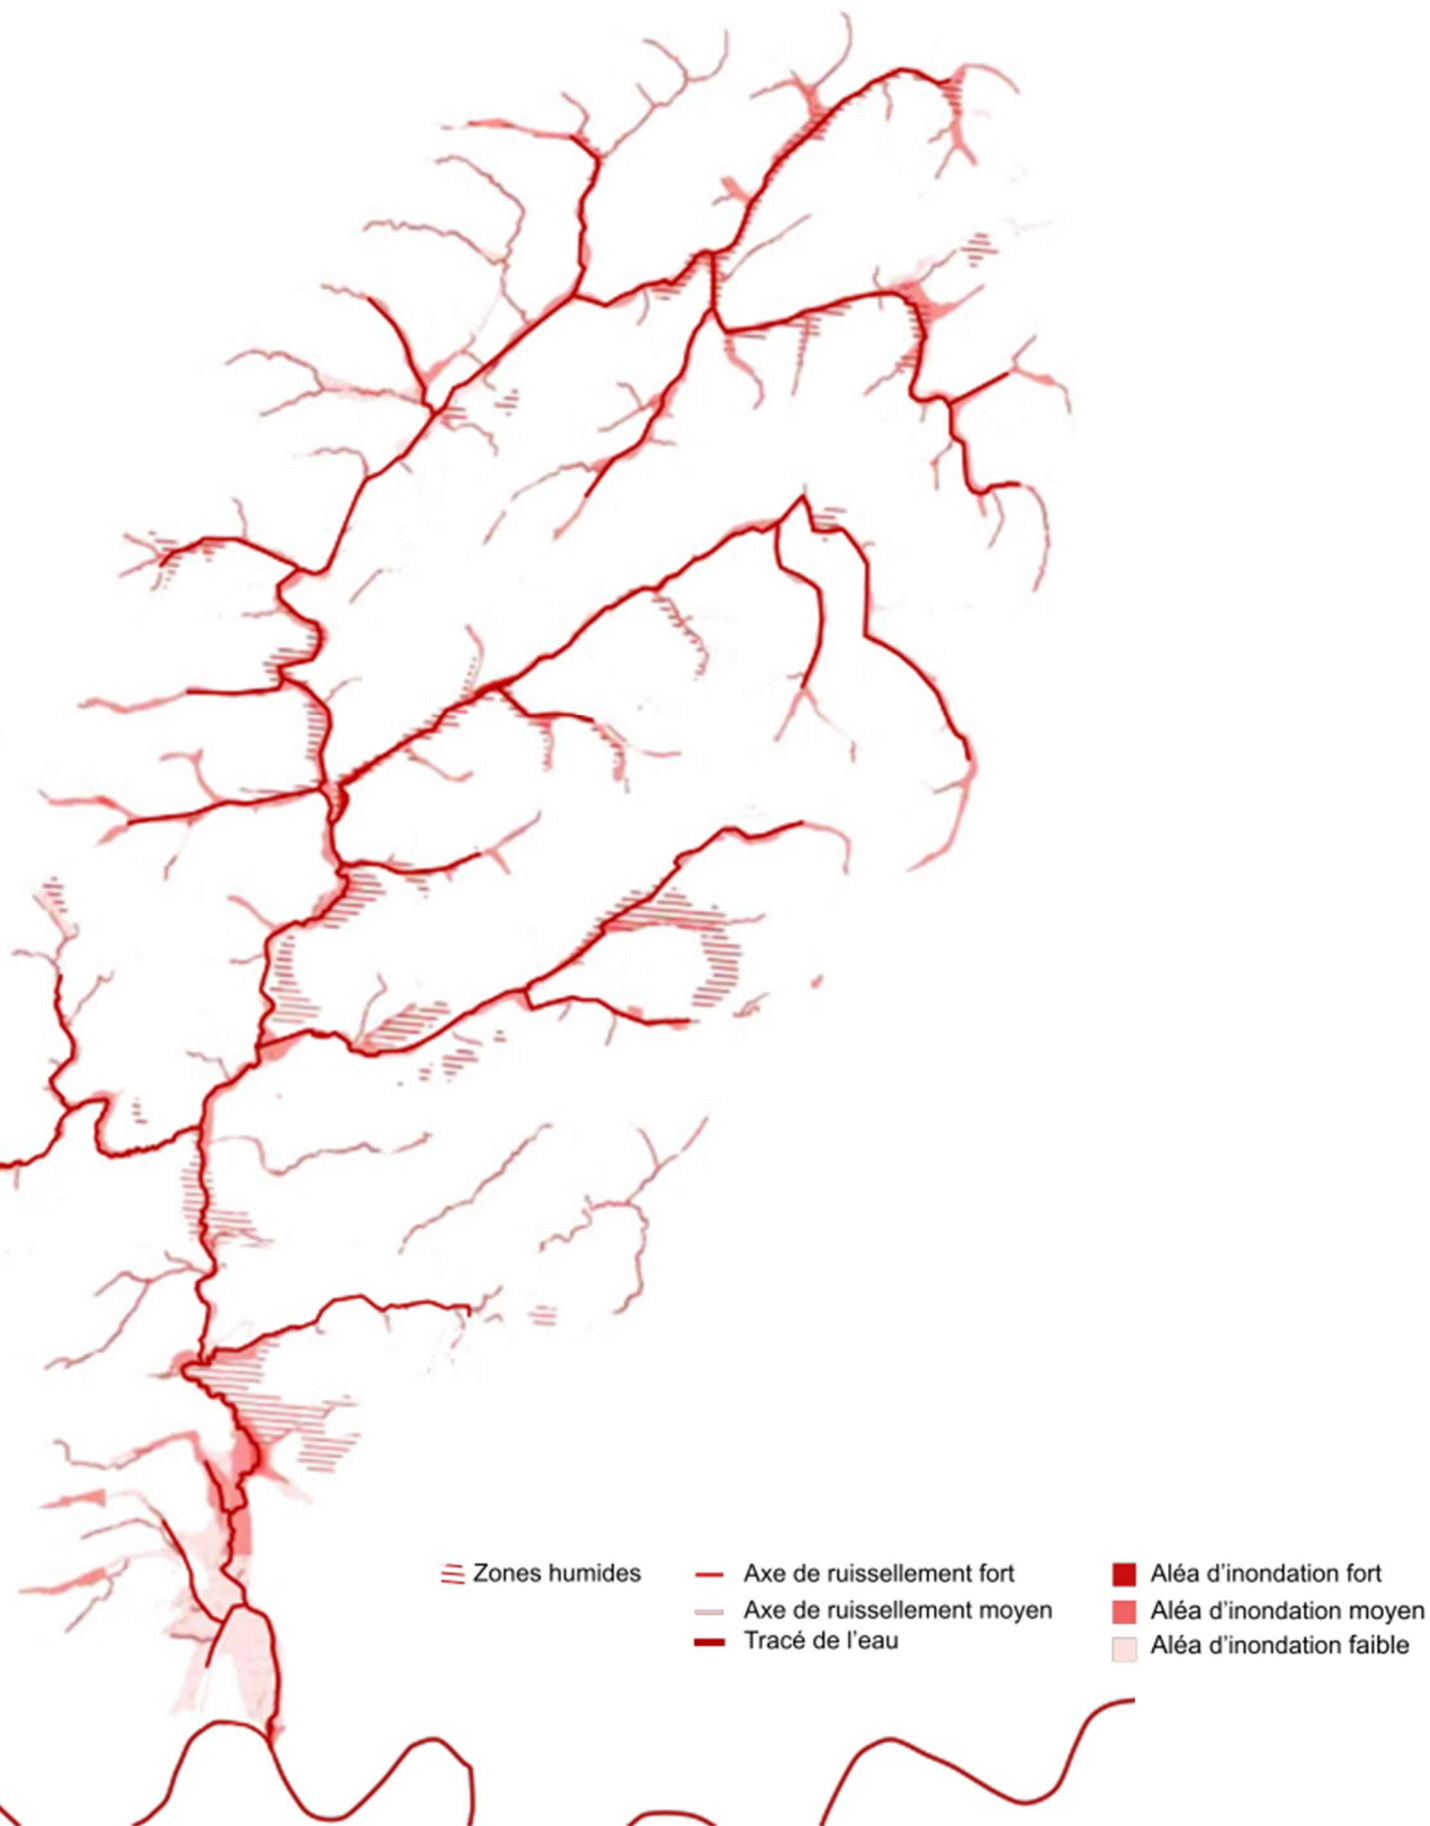 Zones humides
Axe de ruissellement fort
Axe de ruissellement moyen
Tracé de l'eau
Aléa d'inondation fort
Aléa d'inondation moyen
Aléa d'inondation faible